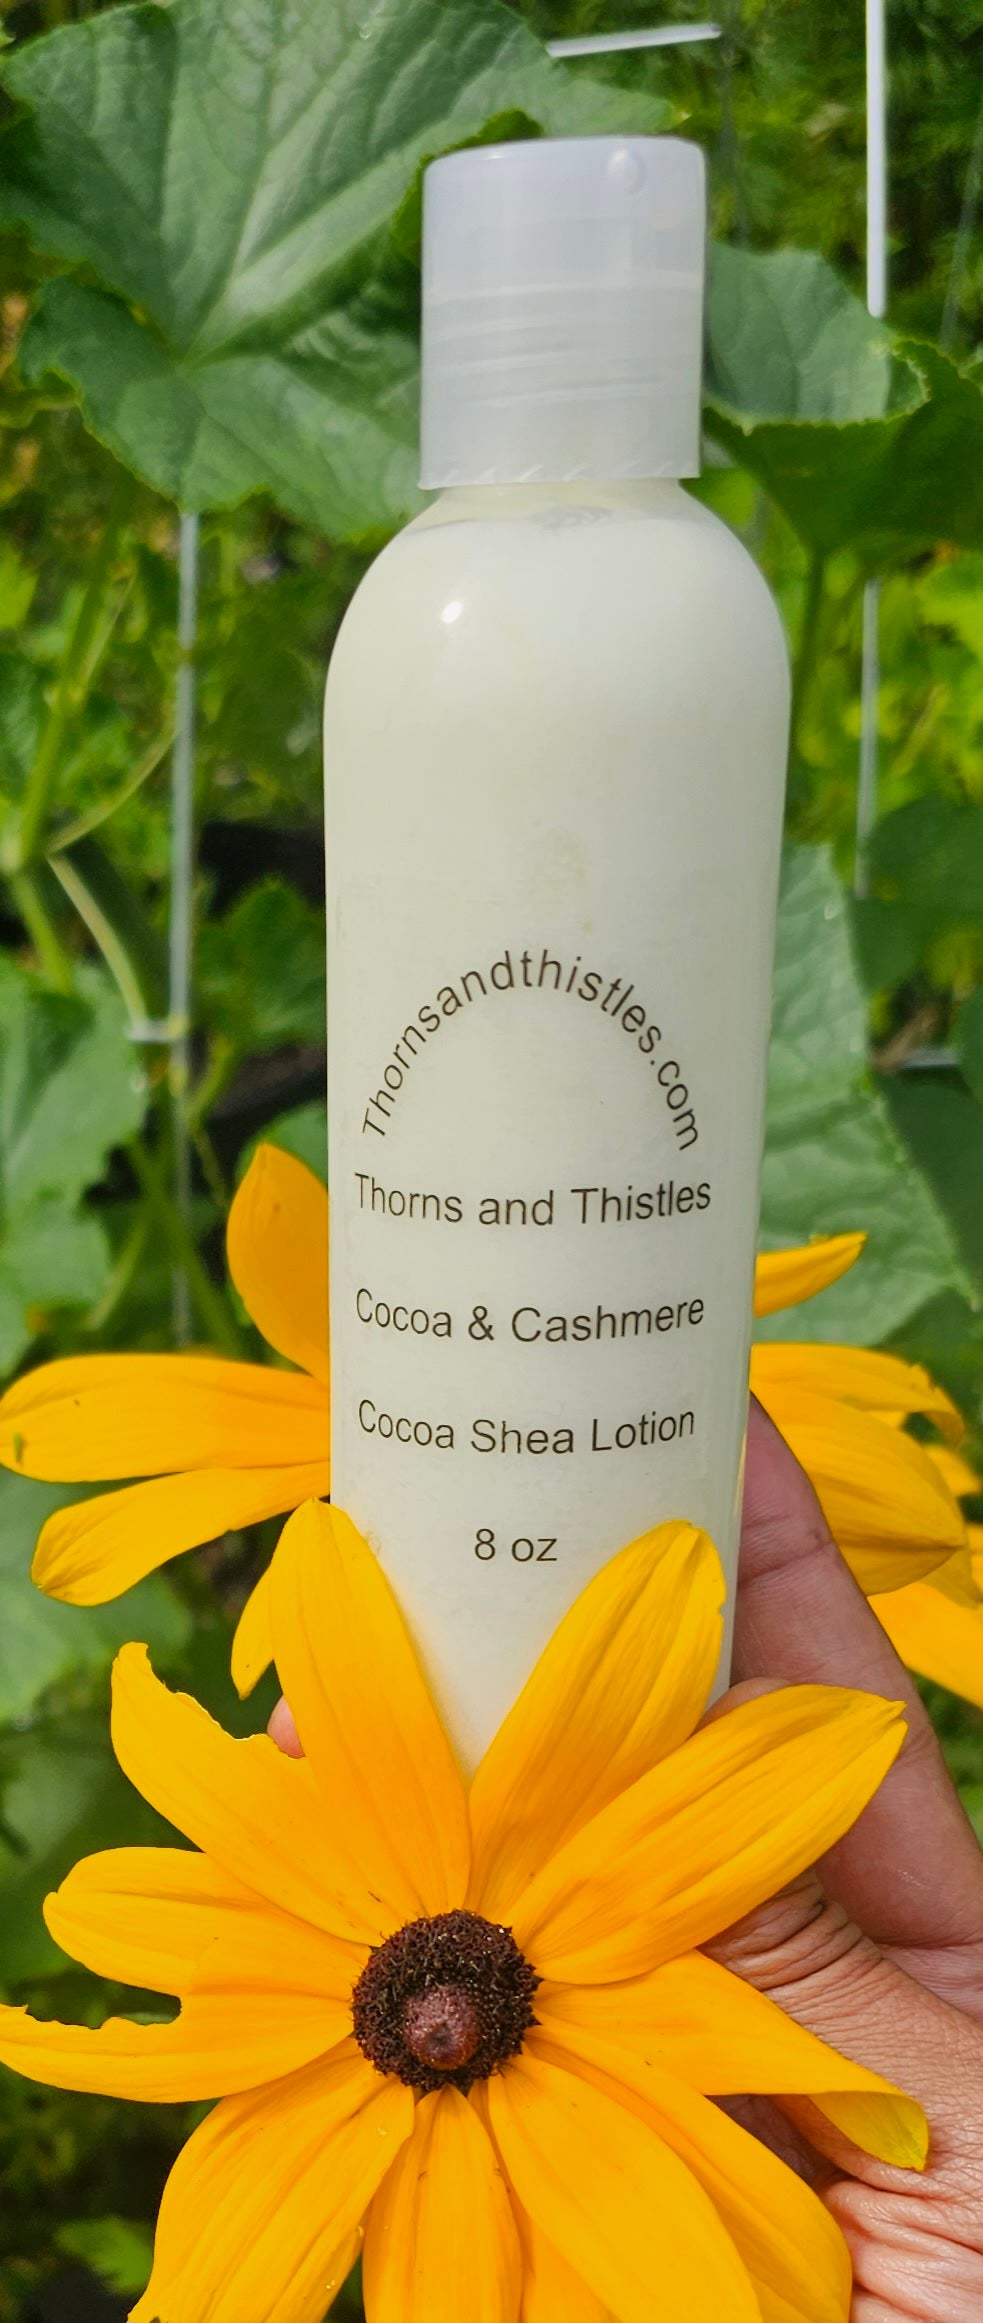 Thornsandthistles.com
Thorns and Thistles
Cocoa & Cashmere
Cocoa Shea Lotion
8 oz